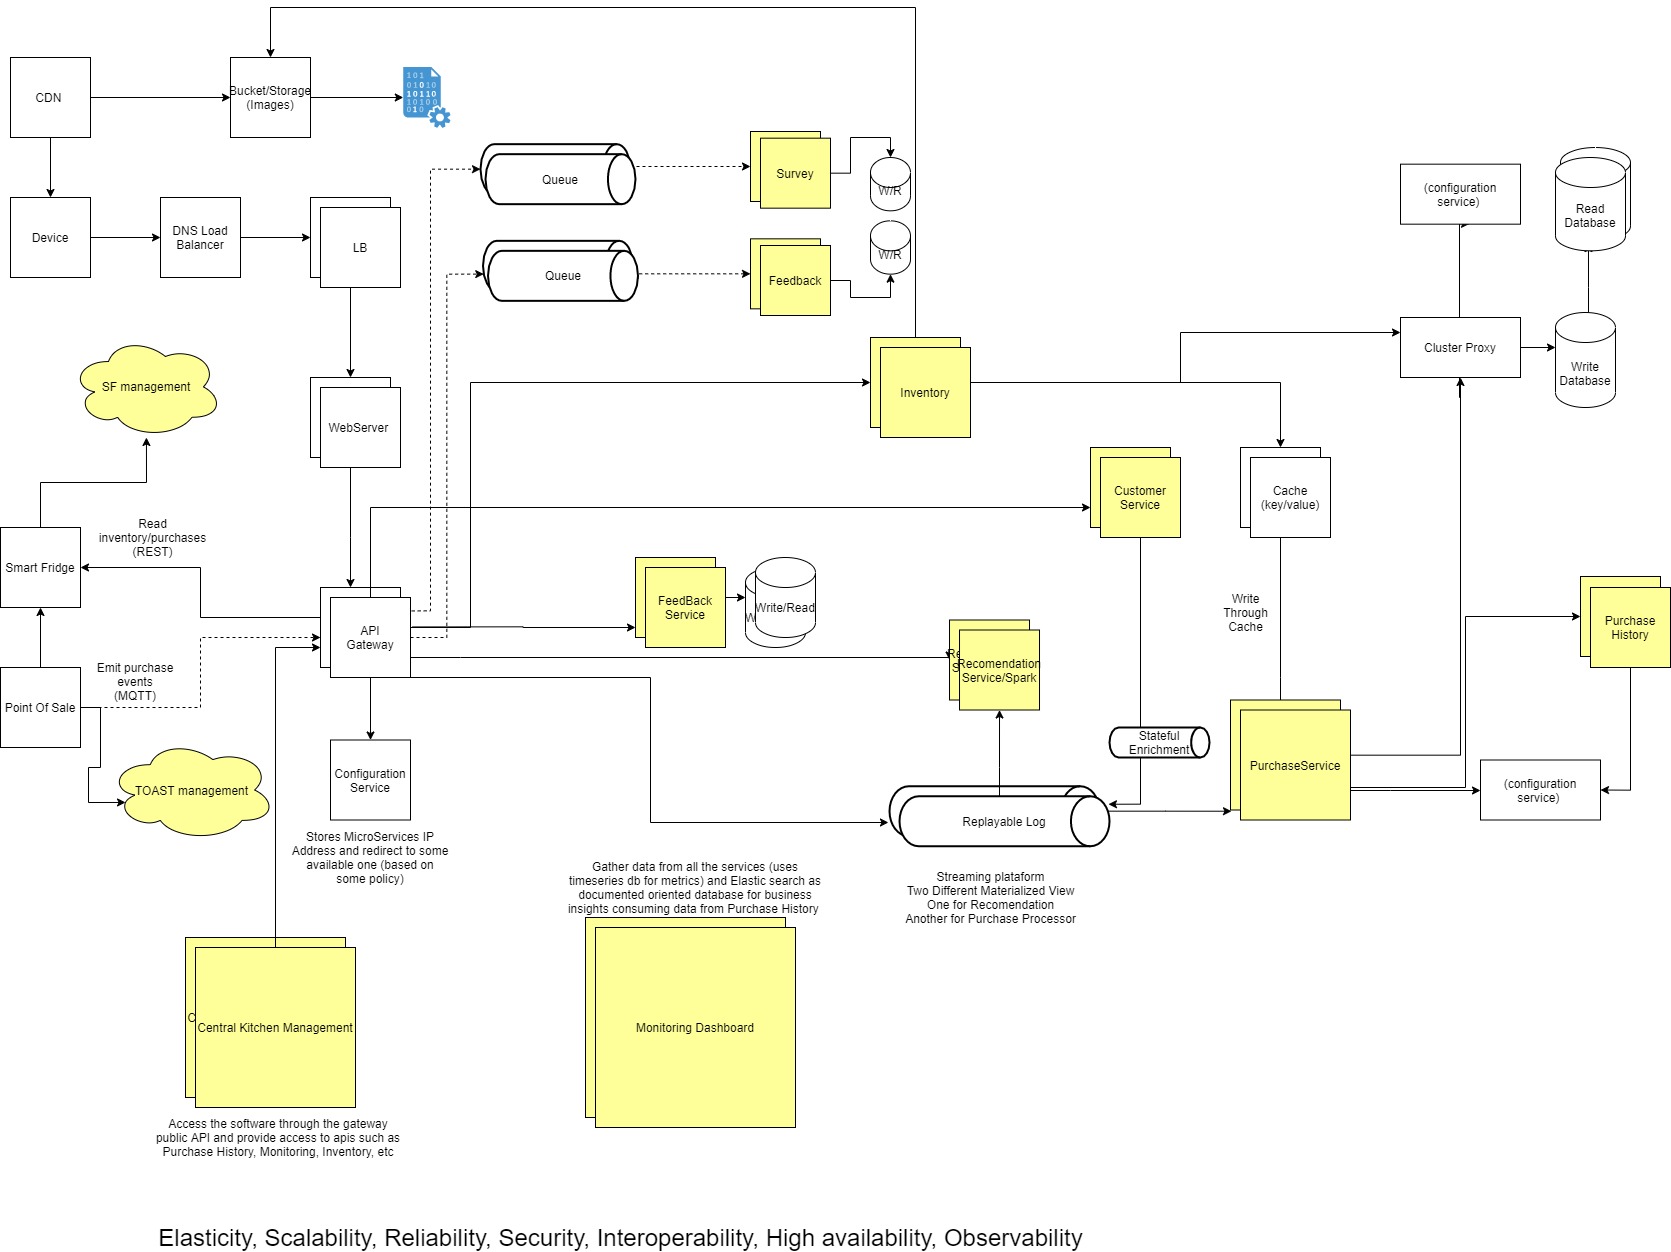 CDN
Bucket/Storage
(Images)
101
01010
10110
10100
010
Device
DNS Load
Balancer
LB
Queue
Survey
W/R
Queue
Feedback
W/R
(configuration
service)
Read
Database
Cluster Proxy
Write
Database
SF management
WebServer
Inventory
Customer
Service
Cache
(key/value)
Read
inventory/purchases
(REST)
Smart Fridge
API
Gateway
FeedBack
Service
W
Write/Read
Write
Through
Cache
Purchase
History
Re
S
Recomendation
Service/Spark
Emit purchase
events
(MQTT)
Point Of Sale
Stateful
Enrichment
PurchaseService
(configuration
service)
TOAST management
Configuration
Service
Replayable Log
Stores MicroServices IP
Address and redirect to some
available one (based on
some policy)
Gather data from all the services (uses
timeseries db for metrics) and Elastic search as
documented oriented database for business
insights consuming data from Purchase History
Streaming plataform
Two Different Materialized View
One for Recomendation
Another for Purchase Processor
C
Central Kitchen Management
Monitoring Dashboard
Access the software through the gateway
public API and provide access to apis such as
Purchase History, Monitoring, Inventory, etc
Elasticity, Scalability, Reliability, Security, Interoperability, High availability, Observability